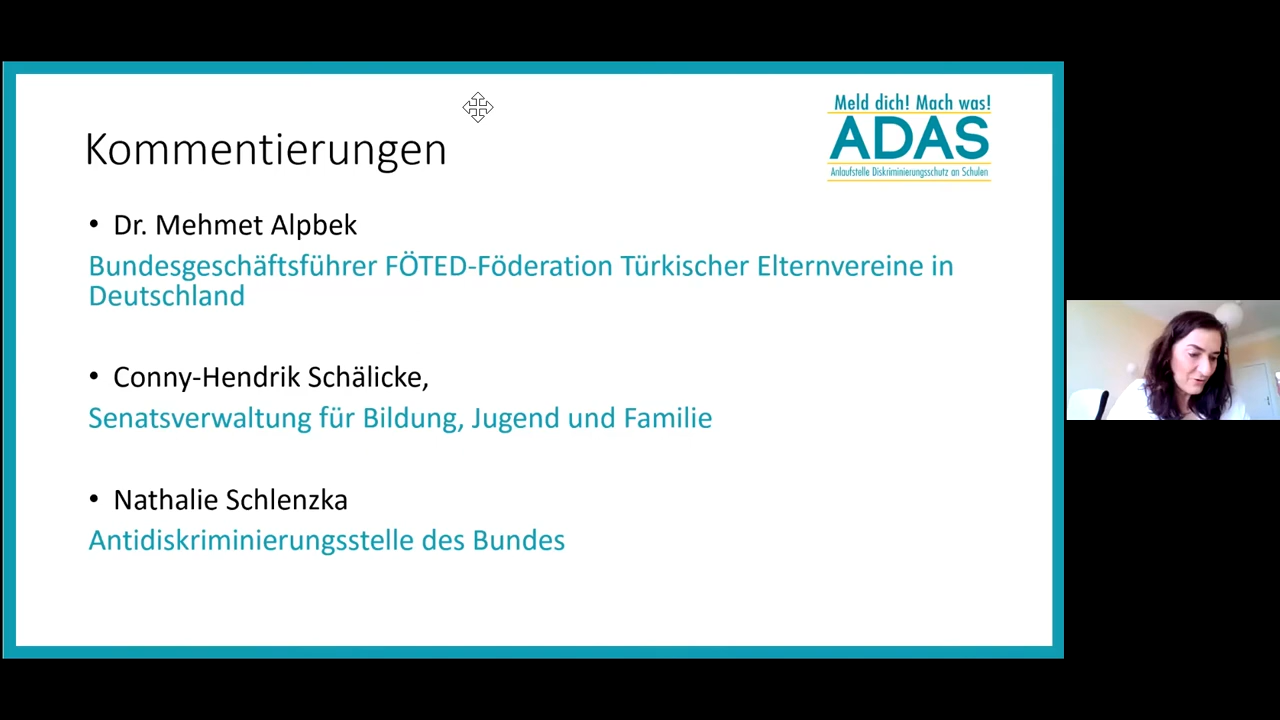 Meld dich! Mach was!
ADAS
Anlaufstelle Diskriminierungsschutz an Schulen
Kommentierungen
• Dr. Mehmet Alpbek
Bundesgeschäftsführer FÖTED-Föderation Türkischer Elternvereine in
Deutschland
• Conny-Hendrik Schälicke,
Senatsverwaltung für Bildung, Jugend und Familie
• Nathalie Schlenzka
Antidiskriminierungsstelle des Bundes